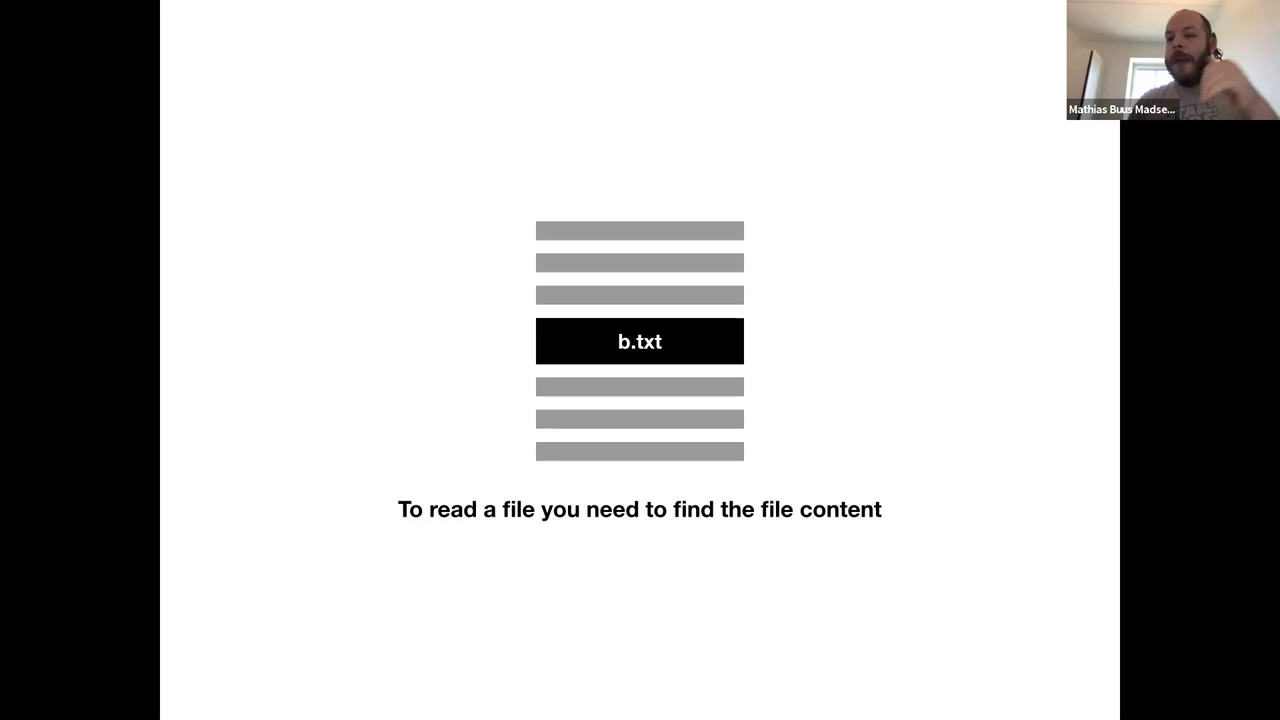 Mathias Buus Madse...
b.txt
To read a file you need to find the file content